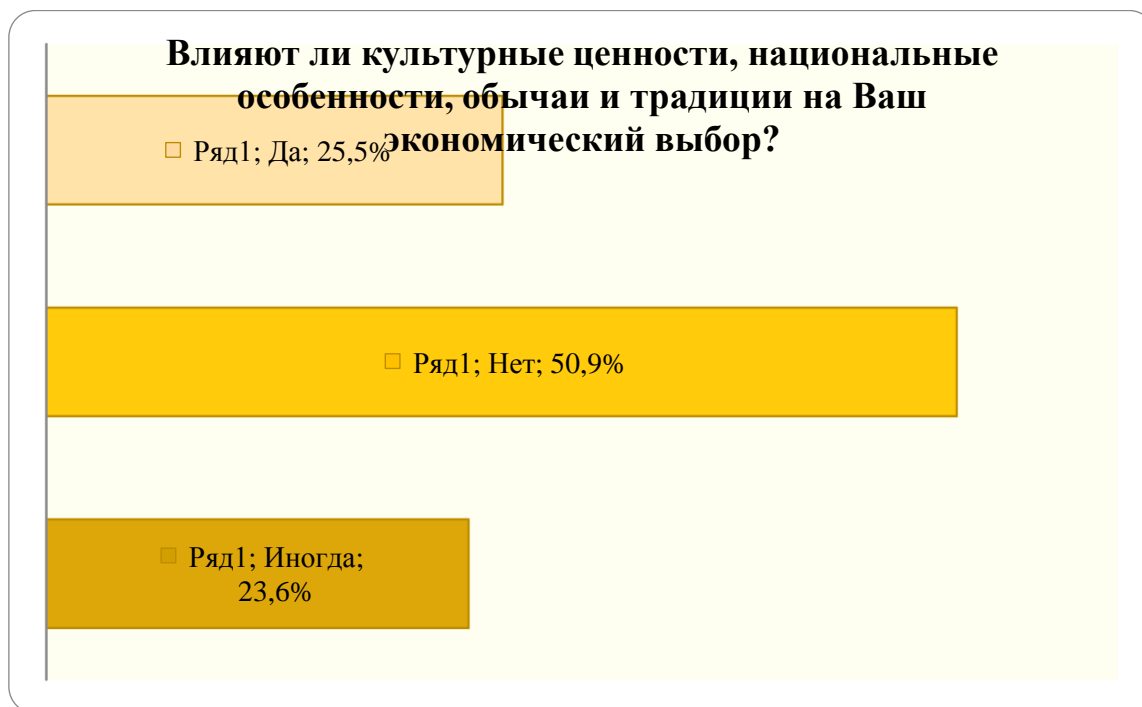 Влияют ли культурные ценности, национальные
особенности, обычаи и традиции на Ваш
экономический выбор?
Ряд1; Да; 25,5%
Ряд1; Нет; 50,9%
Ряд1; Иногда;
23,6%